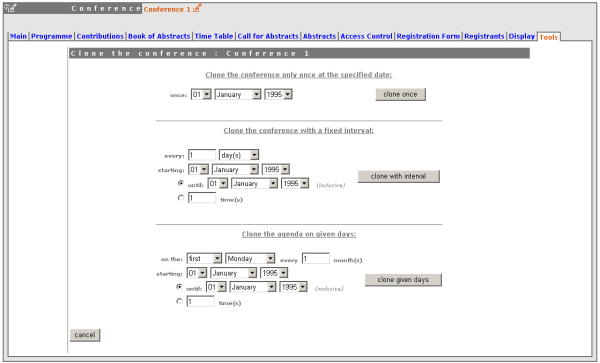 Conference Conference 1
Main Programme Contributions Book of Abstracts Time Table Call for Abstracts Abstracts Access Control Registration Form Registrants Display Tools
Clone the conference : Conference 1
Clone the conference only once at the specified date:
once: 01 January 1995 clone once
Clone the conference with a fixed interval:
every: 1 day(s)
starting: 01 January 1995
clone with interval
until: 01 January 1995 (inclusive)
1 time(s)
Clone the agenda on given days:
on the: first Monday every 1 month(s)
starting: 01 January 1995
clone given days
until: 01 January 1995 (inclusive)
1 time(s)
cancel